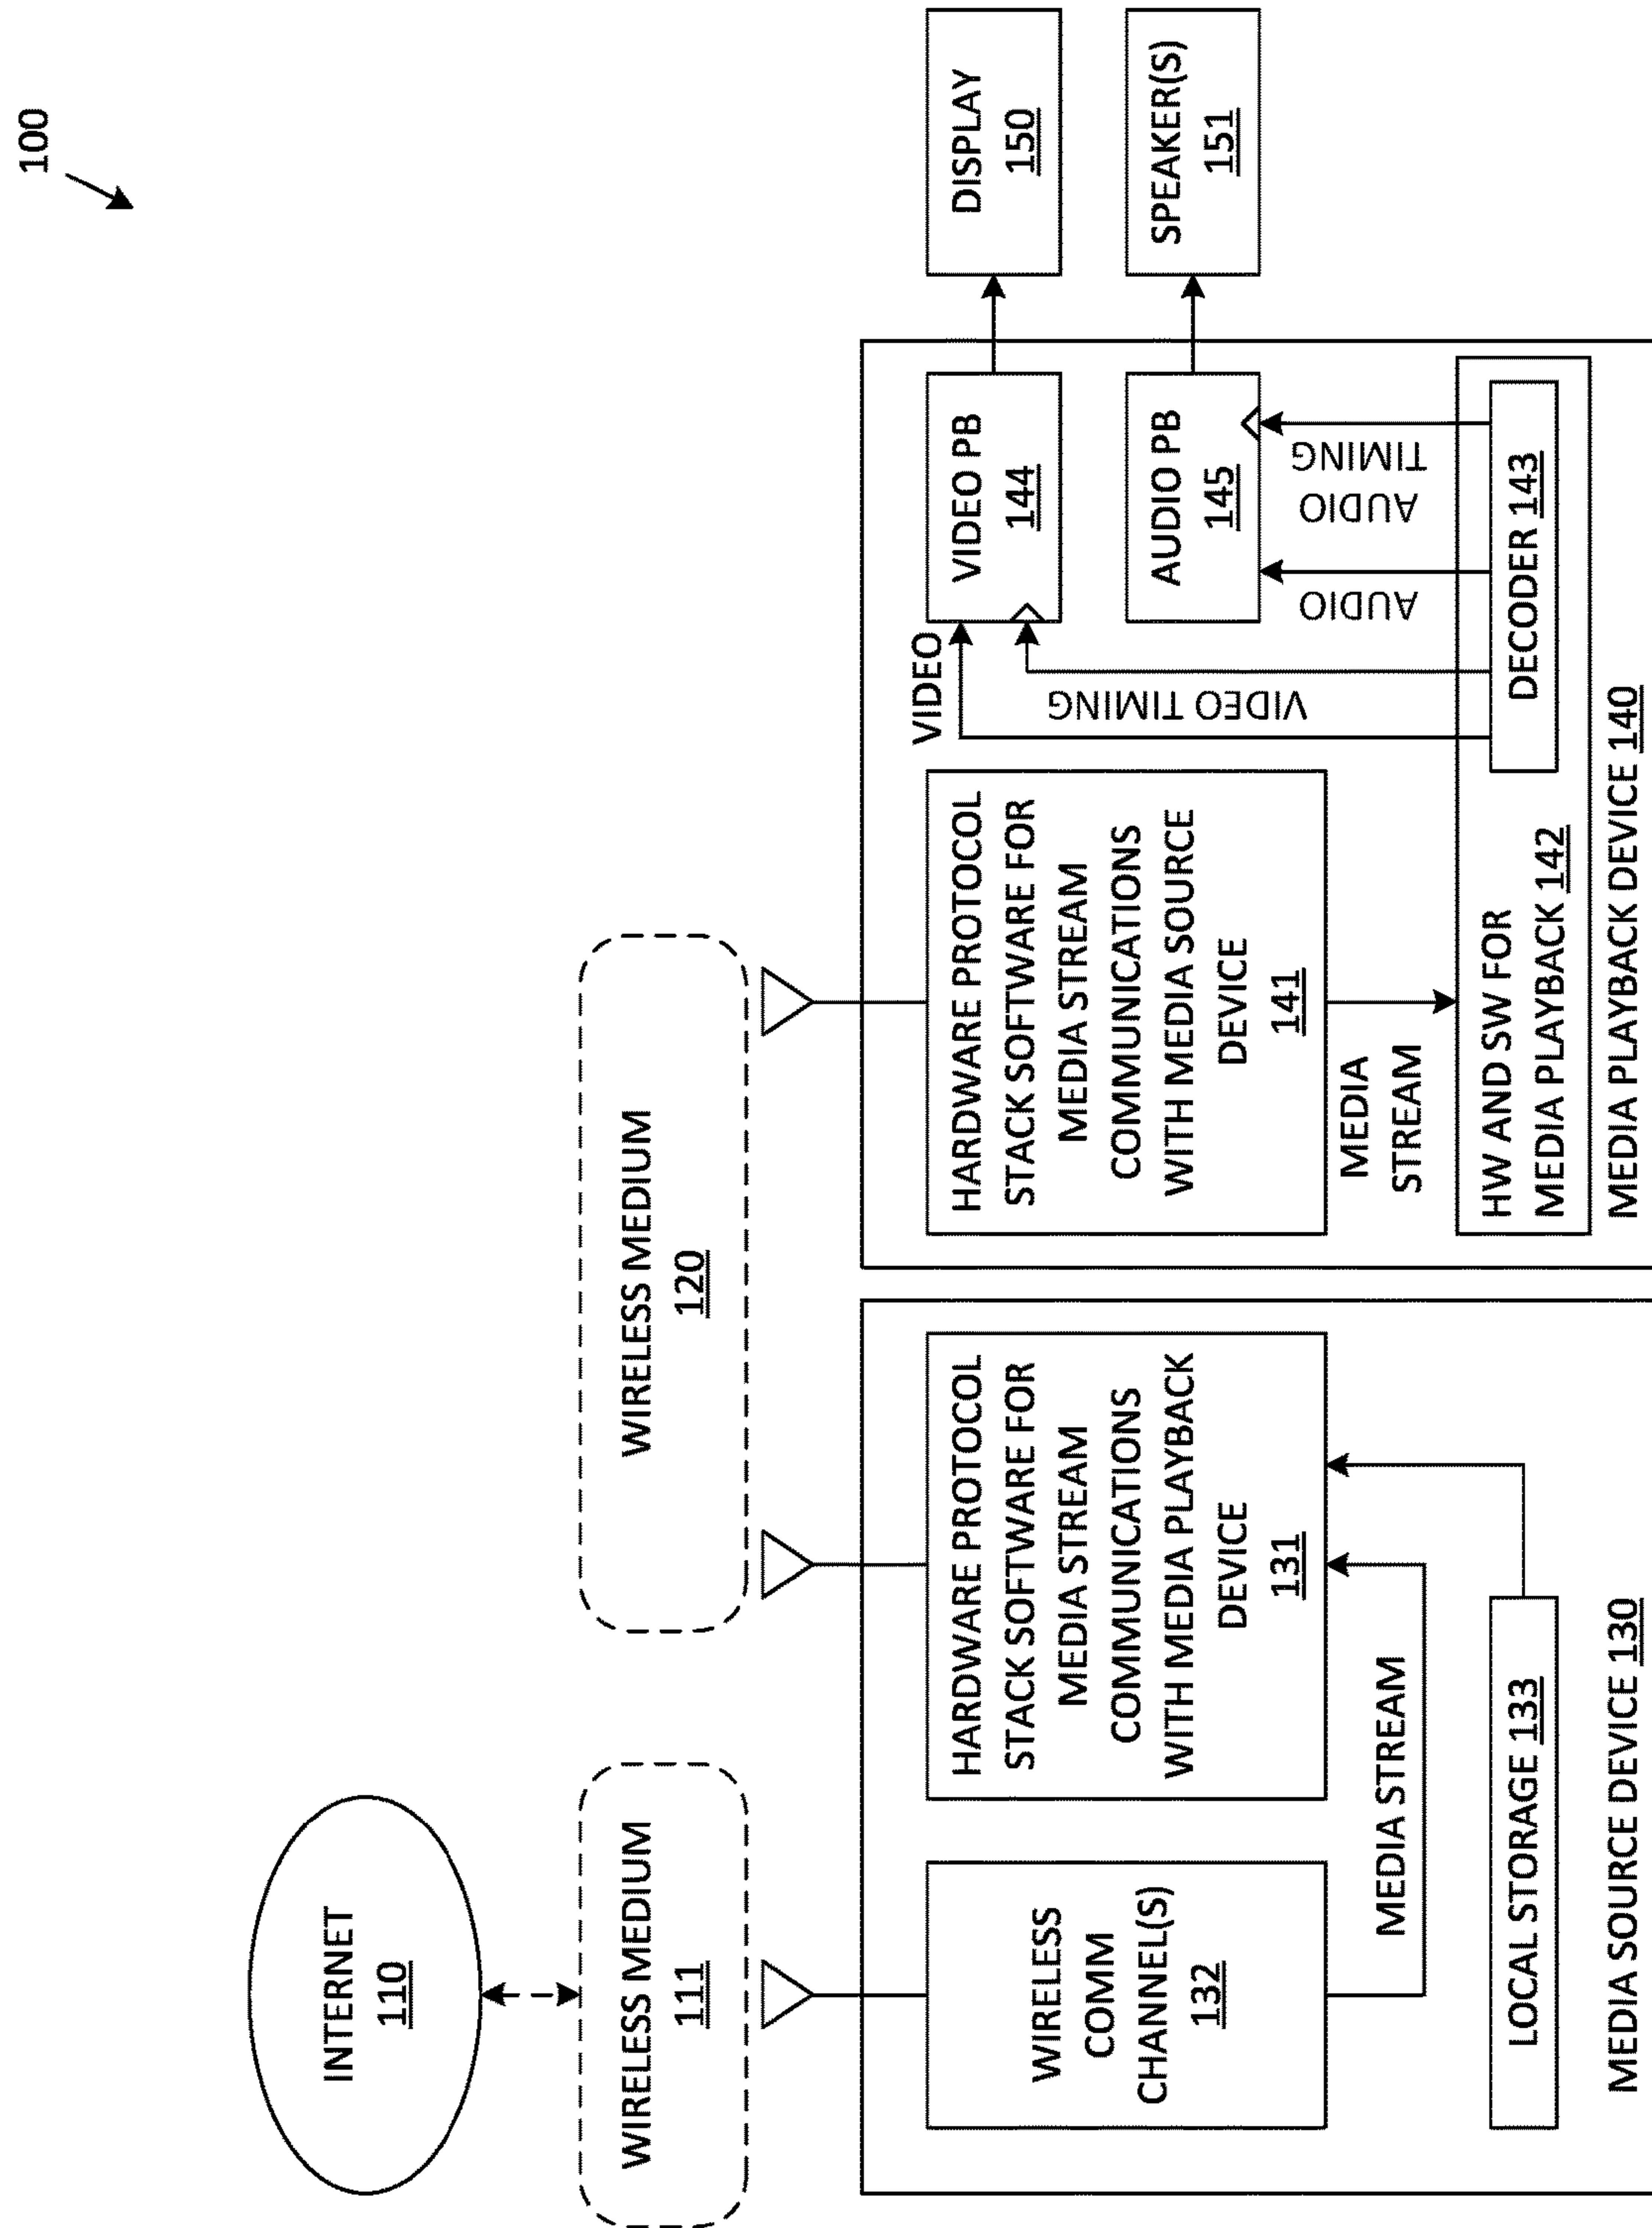 100
INTERNET
110
WIRELESS MEDIUM
111
WIRELESS MEDIUM
120
WIRELESS
COMM
CHANNEL(S)
132
HARDWARE PROTOCOL
STACK SOFTWARE FOR
MEDIA STREAM
COMMUNICATIONS
WITH MEDIA PLAYBACK
DEVICE
131
MEDIA STREAM
LOCAL STORAGE 133
MEDIA SOURCE DEVICE 130
HARDWARE PROTOCOL
STACK SOFTWARE FOR
MEDIA STREAM
COMMUNICATIONS
WITH MEDIA SOURCE
DEVICE
141
MEDIA
STREAM
HW AND SW FOR
MEDIA PLAYBACK 142
DECODER 143
MEDIA PLAYBACK DEVICE 140
VIDEO
VIDEO TIMING
VIDEO PB
144
AUDIO PB
145
AUDIO
AUDIO
TIMING
DISPLAY
150
SPEAKER(S)
151